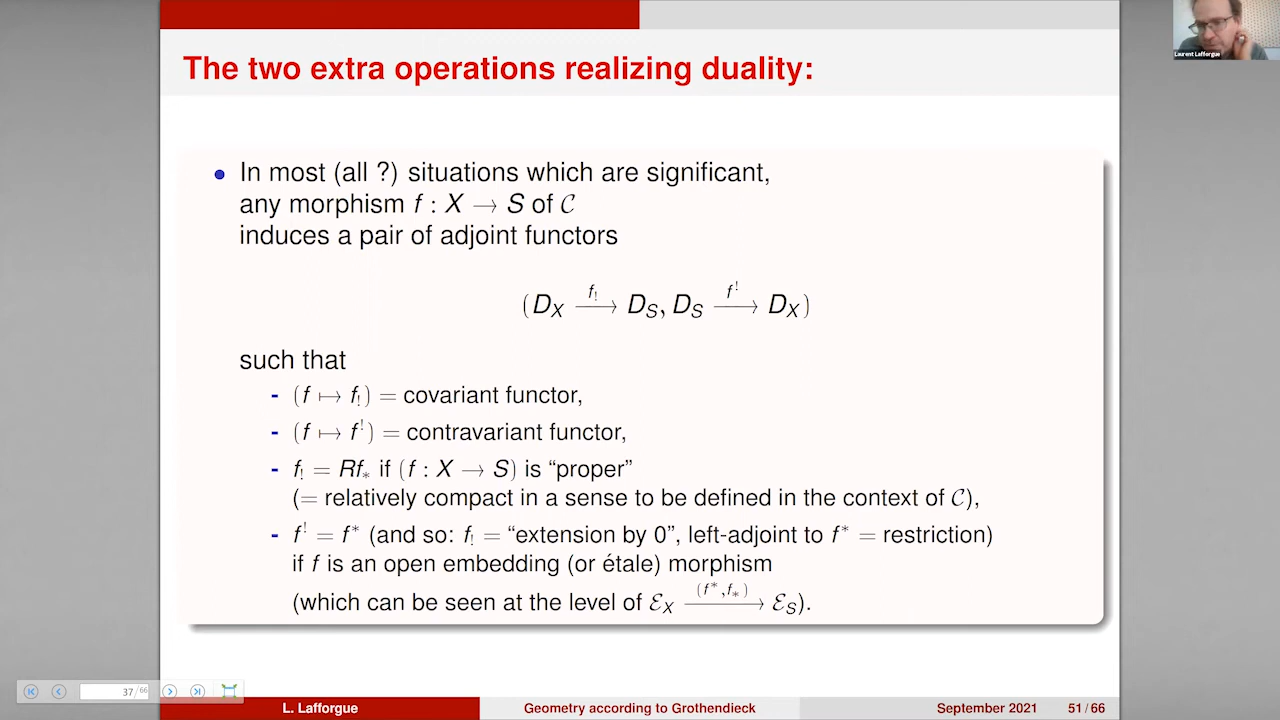 Laurent Lafforgue
The two extra operations realizing duality:
• In most (all ?) situations which are significant,
any morphism f : X → S of 𝒞
induces a pair of adjoint functors
(D_X —f_!→ D_S, D_S —f^!→ D_X)
such that
- (f ↦ f_!) = covariant functor,
- (f ↦ f^!) = contravariant functor,
- f_! = Rf_* if (f : X → S) is “proper”
(= relatively compact in a sense to be defined in the context of 𝒞),
- f^! = f^* (and so: f_! = “extension by 0”, left-adjoint to f^* = restriction)
if f is an open embedding (or étale) morphism
(which can be seen at the level of ℰ_X —(f^*,f_*)→ ℰ_S).
37/66
L. Lafforgue Geometry according to Grothendieck September 2021 51 / 66